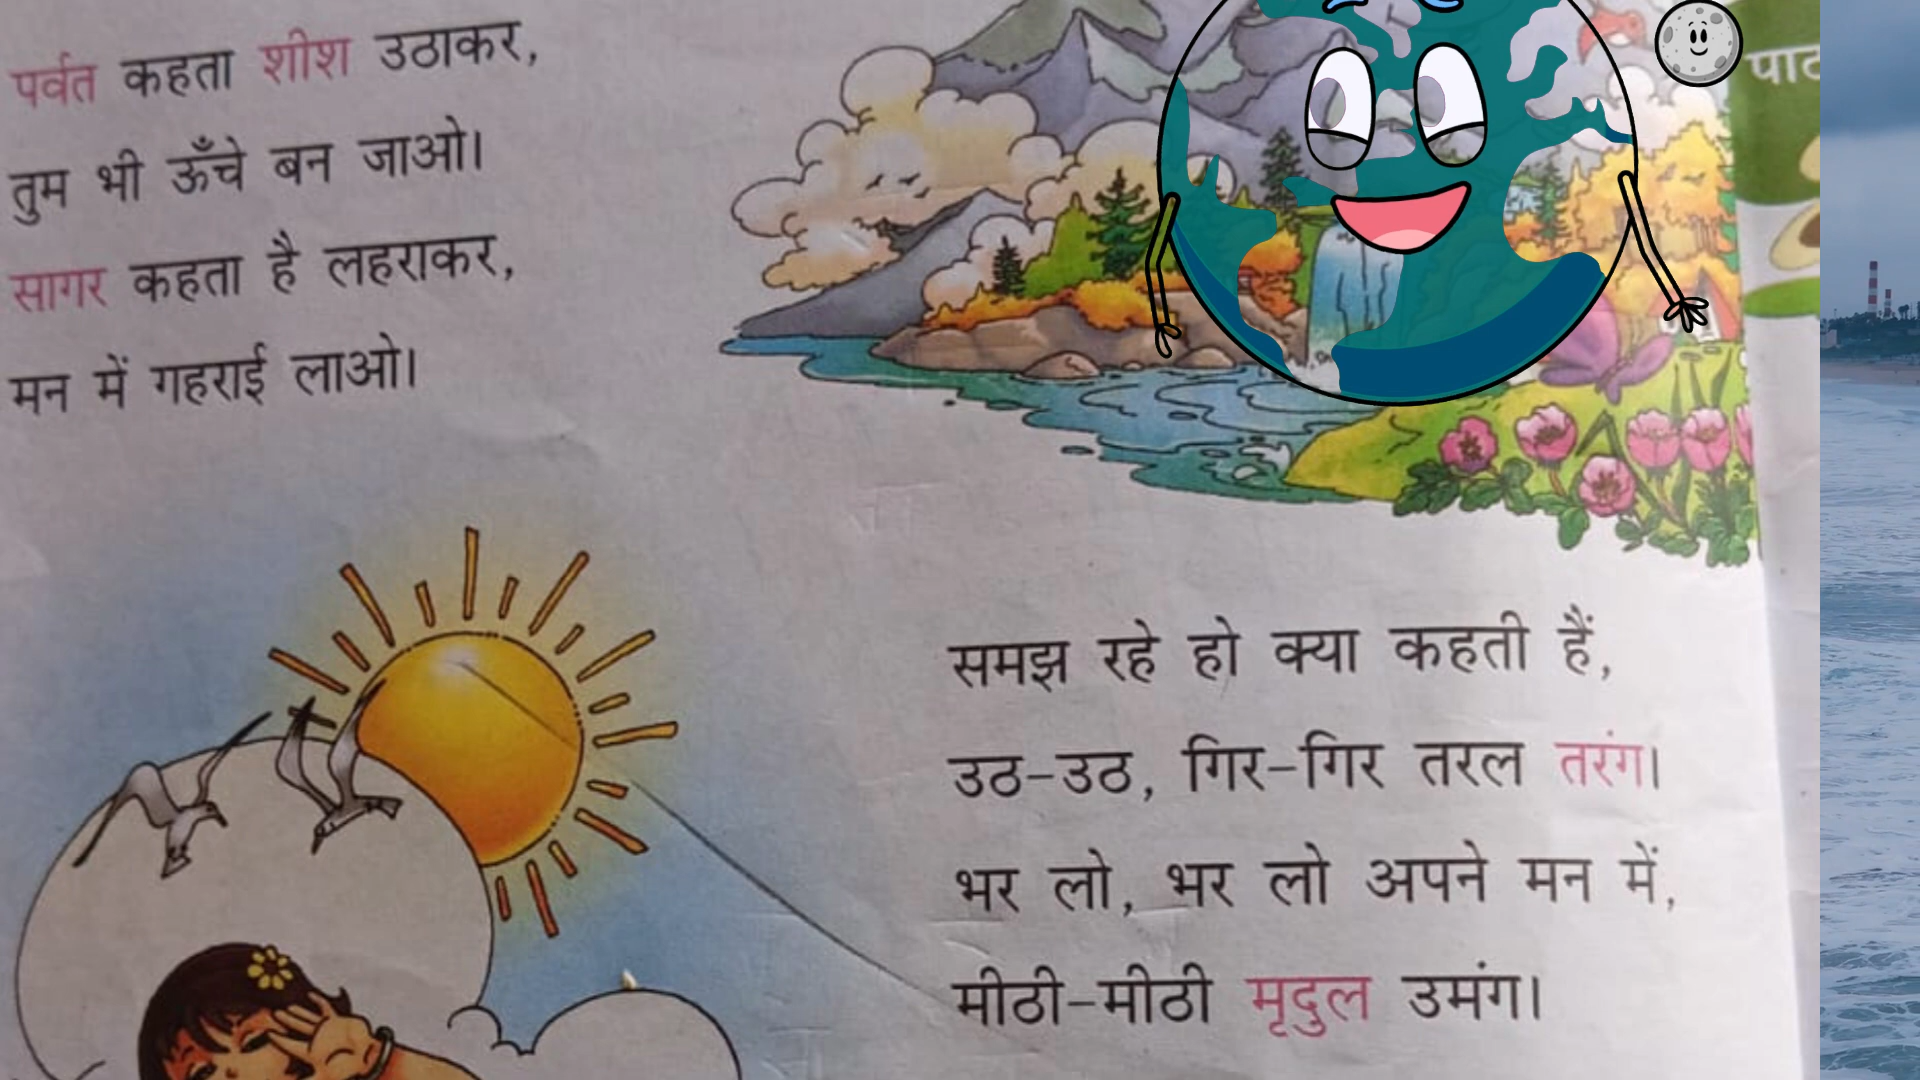 पर्वत कहता शीश उठाकर,
तुम भी ऊँचे बन जाओ।
सागर कहता है लहराकर,
मन में गहराई लाओ।
समझ रहे हो क्या कहती हैं,
उठ-उठ, गिर-गिर तरल तरंग।
भर लो, भर लो अपने मन में,
मीठी-मीठी मृदुल उमंग।